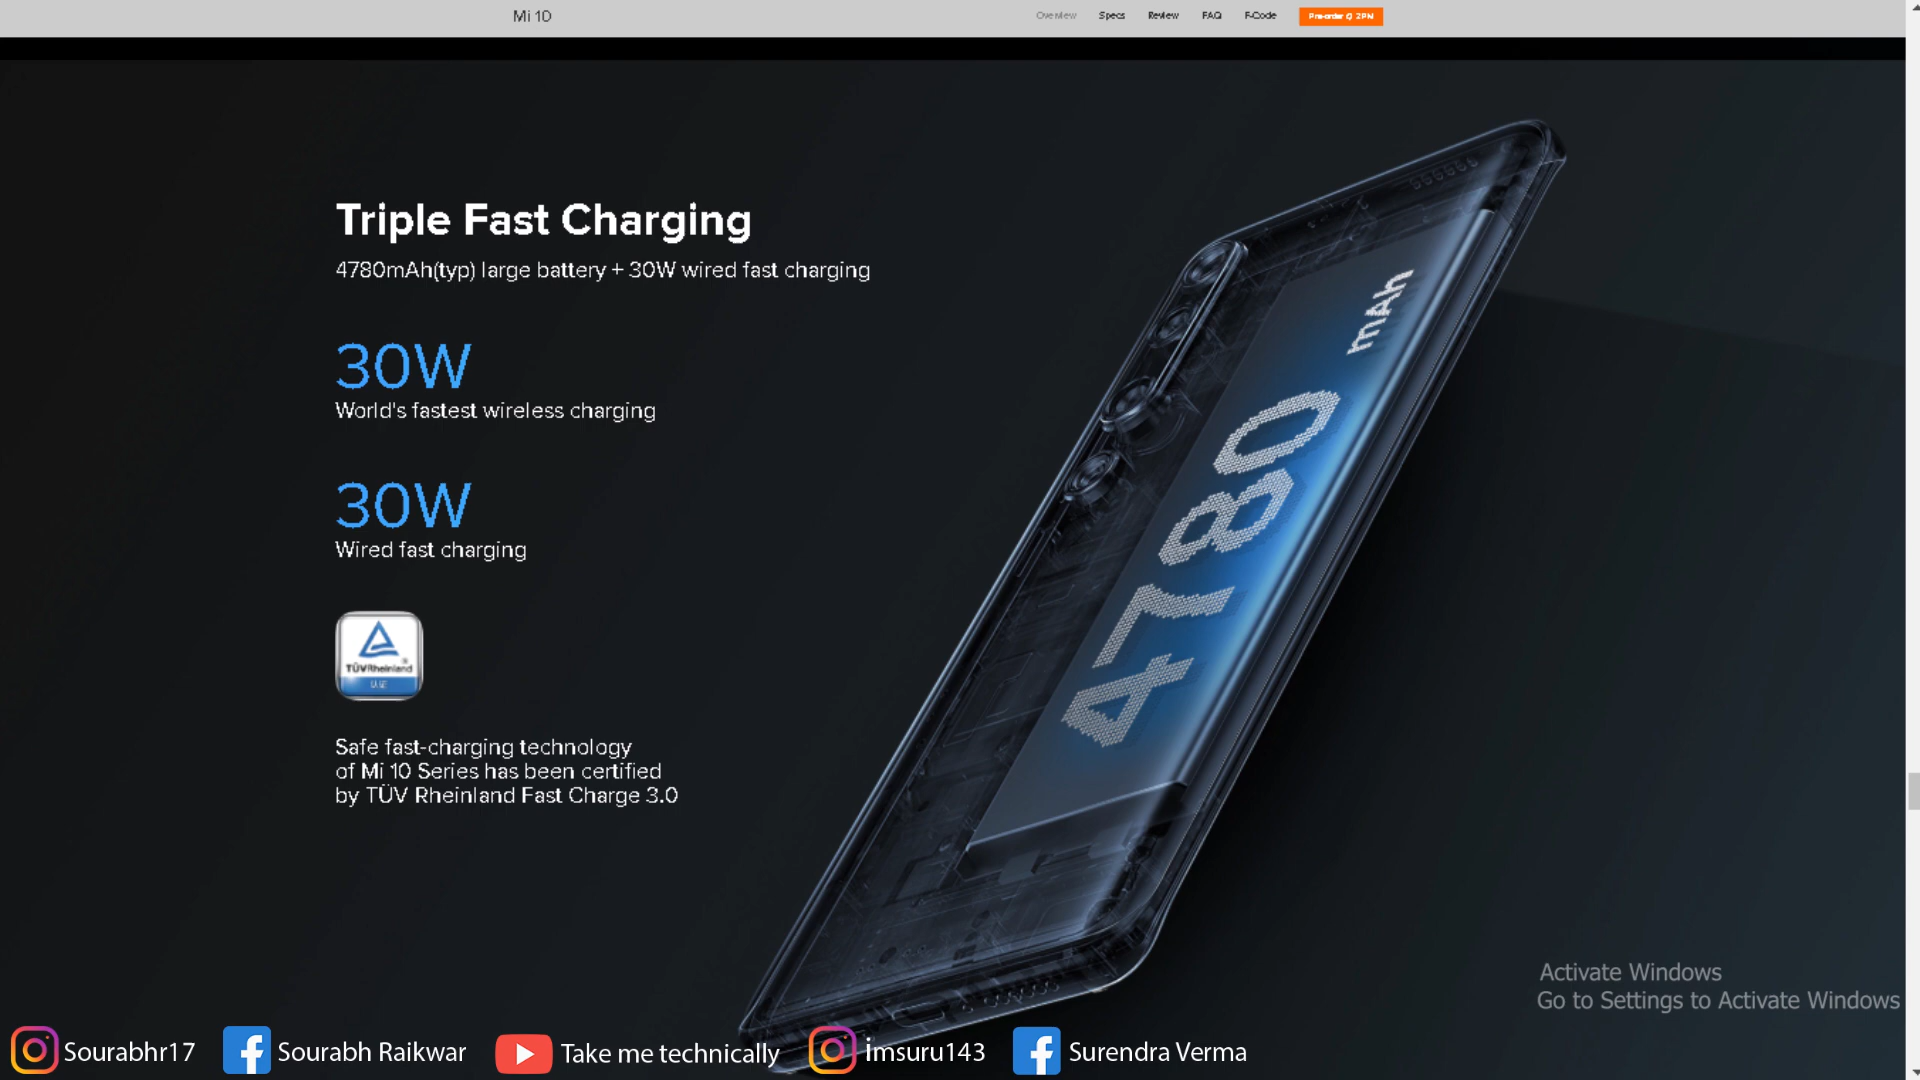 Mi 10
Overview Specs Review FAQ F-Code Pre-order @ 2PM
Triple Fast Charging
4780mAh(typ) large battery + 30W wired fast charging
30W
World's fastest wireless charging
30W
Wired fast charging
TÜVRheinland
Safe fast-charging technology
of Mi 10 Series has been certified
by TÜV Rheinland Fast Charge 3.0
4780 mAh
Activate Windows
Go to Settings to Activate Windows
Sourabhr17 Sourabh Raikwar Take me technically imsuru143 Surendra Verma